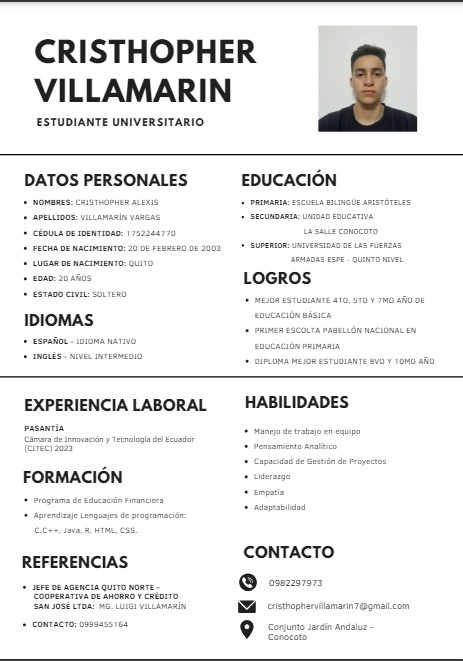 CRISTHOPHER
VILLAMARIN
ESTUDIANTE UNIVERSITARIO
DATOS PERSONALES
• NOMBRES: CRISTHOPHER ALEXIS
• APELLIDOS: VILLAMARÍN VARGAS
• CÉDULA DE IDENTIDAD: 1752244770
• FECHA DE NACIMIENTO: 20 DE FEBRERO DE 2003
• LUGAR DE NACIMIENTO: QUITO
• EDAD: 20 AÑOS
• ESTADO CIVIL: SOLTERO
IDIOMAS
• ESPAÑOL - IDIOMA NATIVO
• INGLÉS - NIVEL INTERMEDIO
EDUCACIÓN
• PRIMARIA: ESCUELA BILINGÜE ARISTÓTELES
• SECUNDARIA: UNIDAD EDUCATIVA
LA SALLE CONOCOTO
• SUPERIOR: UNIVERSIDAD DE LAS FUERZAS
ARMADAS ESPE - QUINTO NIVEL
LOGROS
• MEJOR ESTUDIANTE 4TO, 5TO Y 7MO AÑO DE
EDUCACIÓN BÁSICA
• PRIMER ESCOLTA PABELLÓN NACIONAL EN
EDUCACIÓN PRIMARIA
• DIPLOMA MEJOR ESTUDIANTE 8VO Y 10MO AÑO
EXPERIENCIA LABORAL
PASANTÍA
Cámara de Innovación y Tecnología del Ecuador
(CITEC) 2023
FORMACIÓN
• Programa de Educación Financiera
• Aprendizaje Lenguajes de programación:
C,C++, Java, R, HTML, CSS.
REFERENCIAS
• JEFE DE AGENCIA QUITO NORTE -
COOPERATIVA DE AHORRO Y CRÉDITO
SAN JOSÉ LTDA: MG. LUIGI VILLAMARÍN
• CONTACTO: 0999455164
HABILIDADES
• Manejo de trabajo en equipo
• Pensamiento Analítico
• Capacidad de Gestión de Proyectos
• Liderazgo
• Empatía
• Adaptabilidad
CONTACTO
0982297973
cristhophervillamarin7@gmail.com
Conjunto Jardín Andaluz -
Conocoto